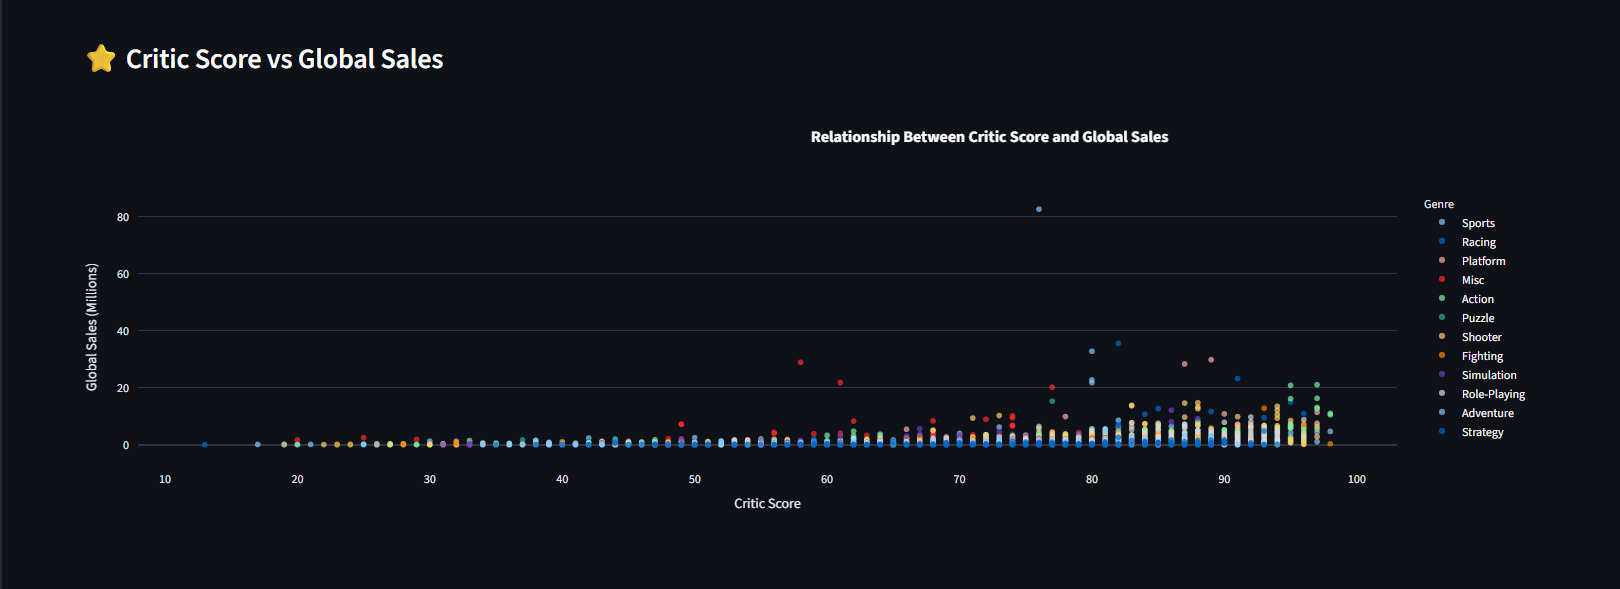 ⭐ Critic Score vs Global Sales
Relationship Between Critic Score and Global Sales
Global Sales (Millions)
80
60
40
20
0
10 20 30 40 50 60 70 80 90 100
Critic Score
Genre
Sports
Racing
Platform
Misc
Action
Puzzle
Shooter
Fighting
Simulation
Role-Playing
Adventure
Strategy